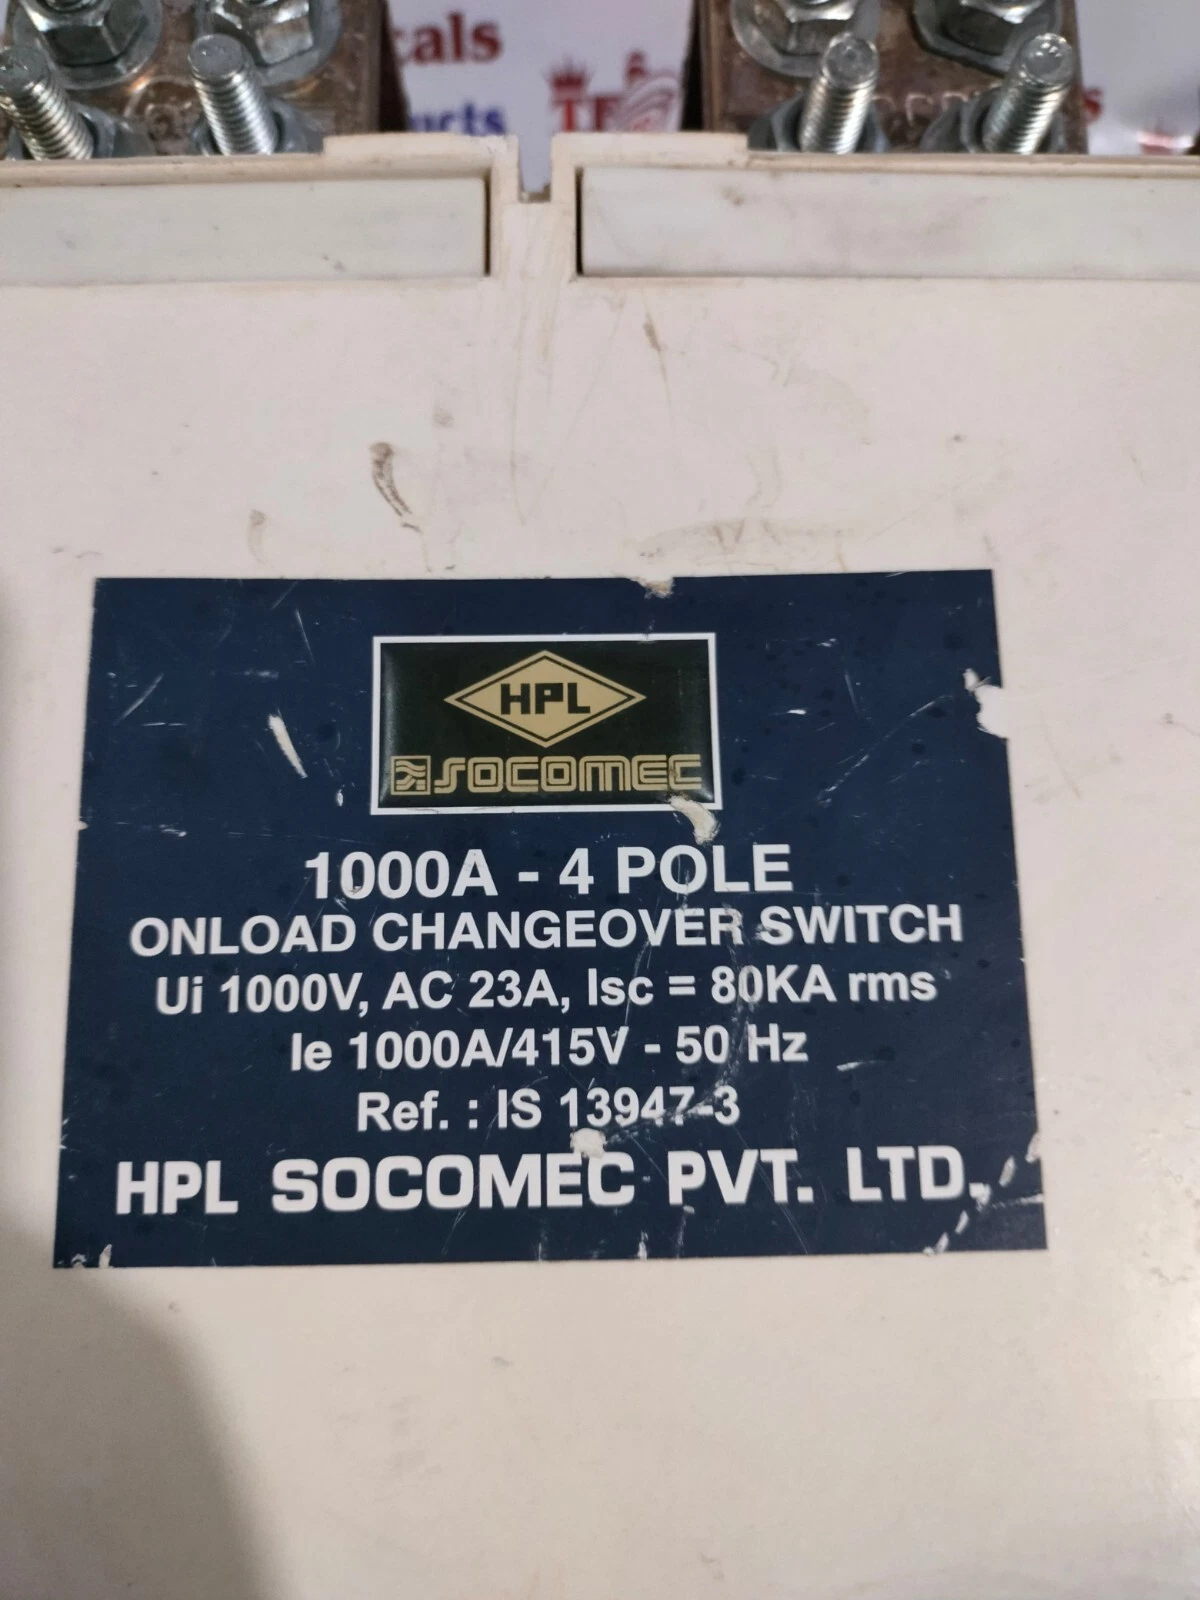 cals
HPL
SOCOMEC
1000A - 4 POLE
ONLOAD CHANGEOVER SWITCH
Ui 1000V, AC 23A, Isc = 80KA rms
Ie 1000A/415V - 50 Hz
Ref. : IS 13947-3
HPL SOCOMEC PVT. LTD.